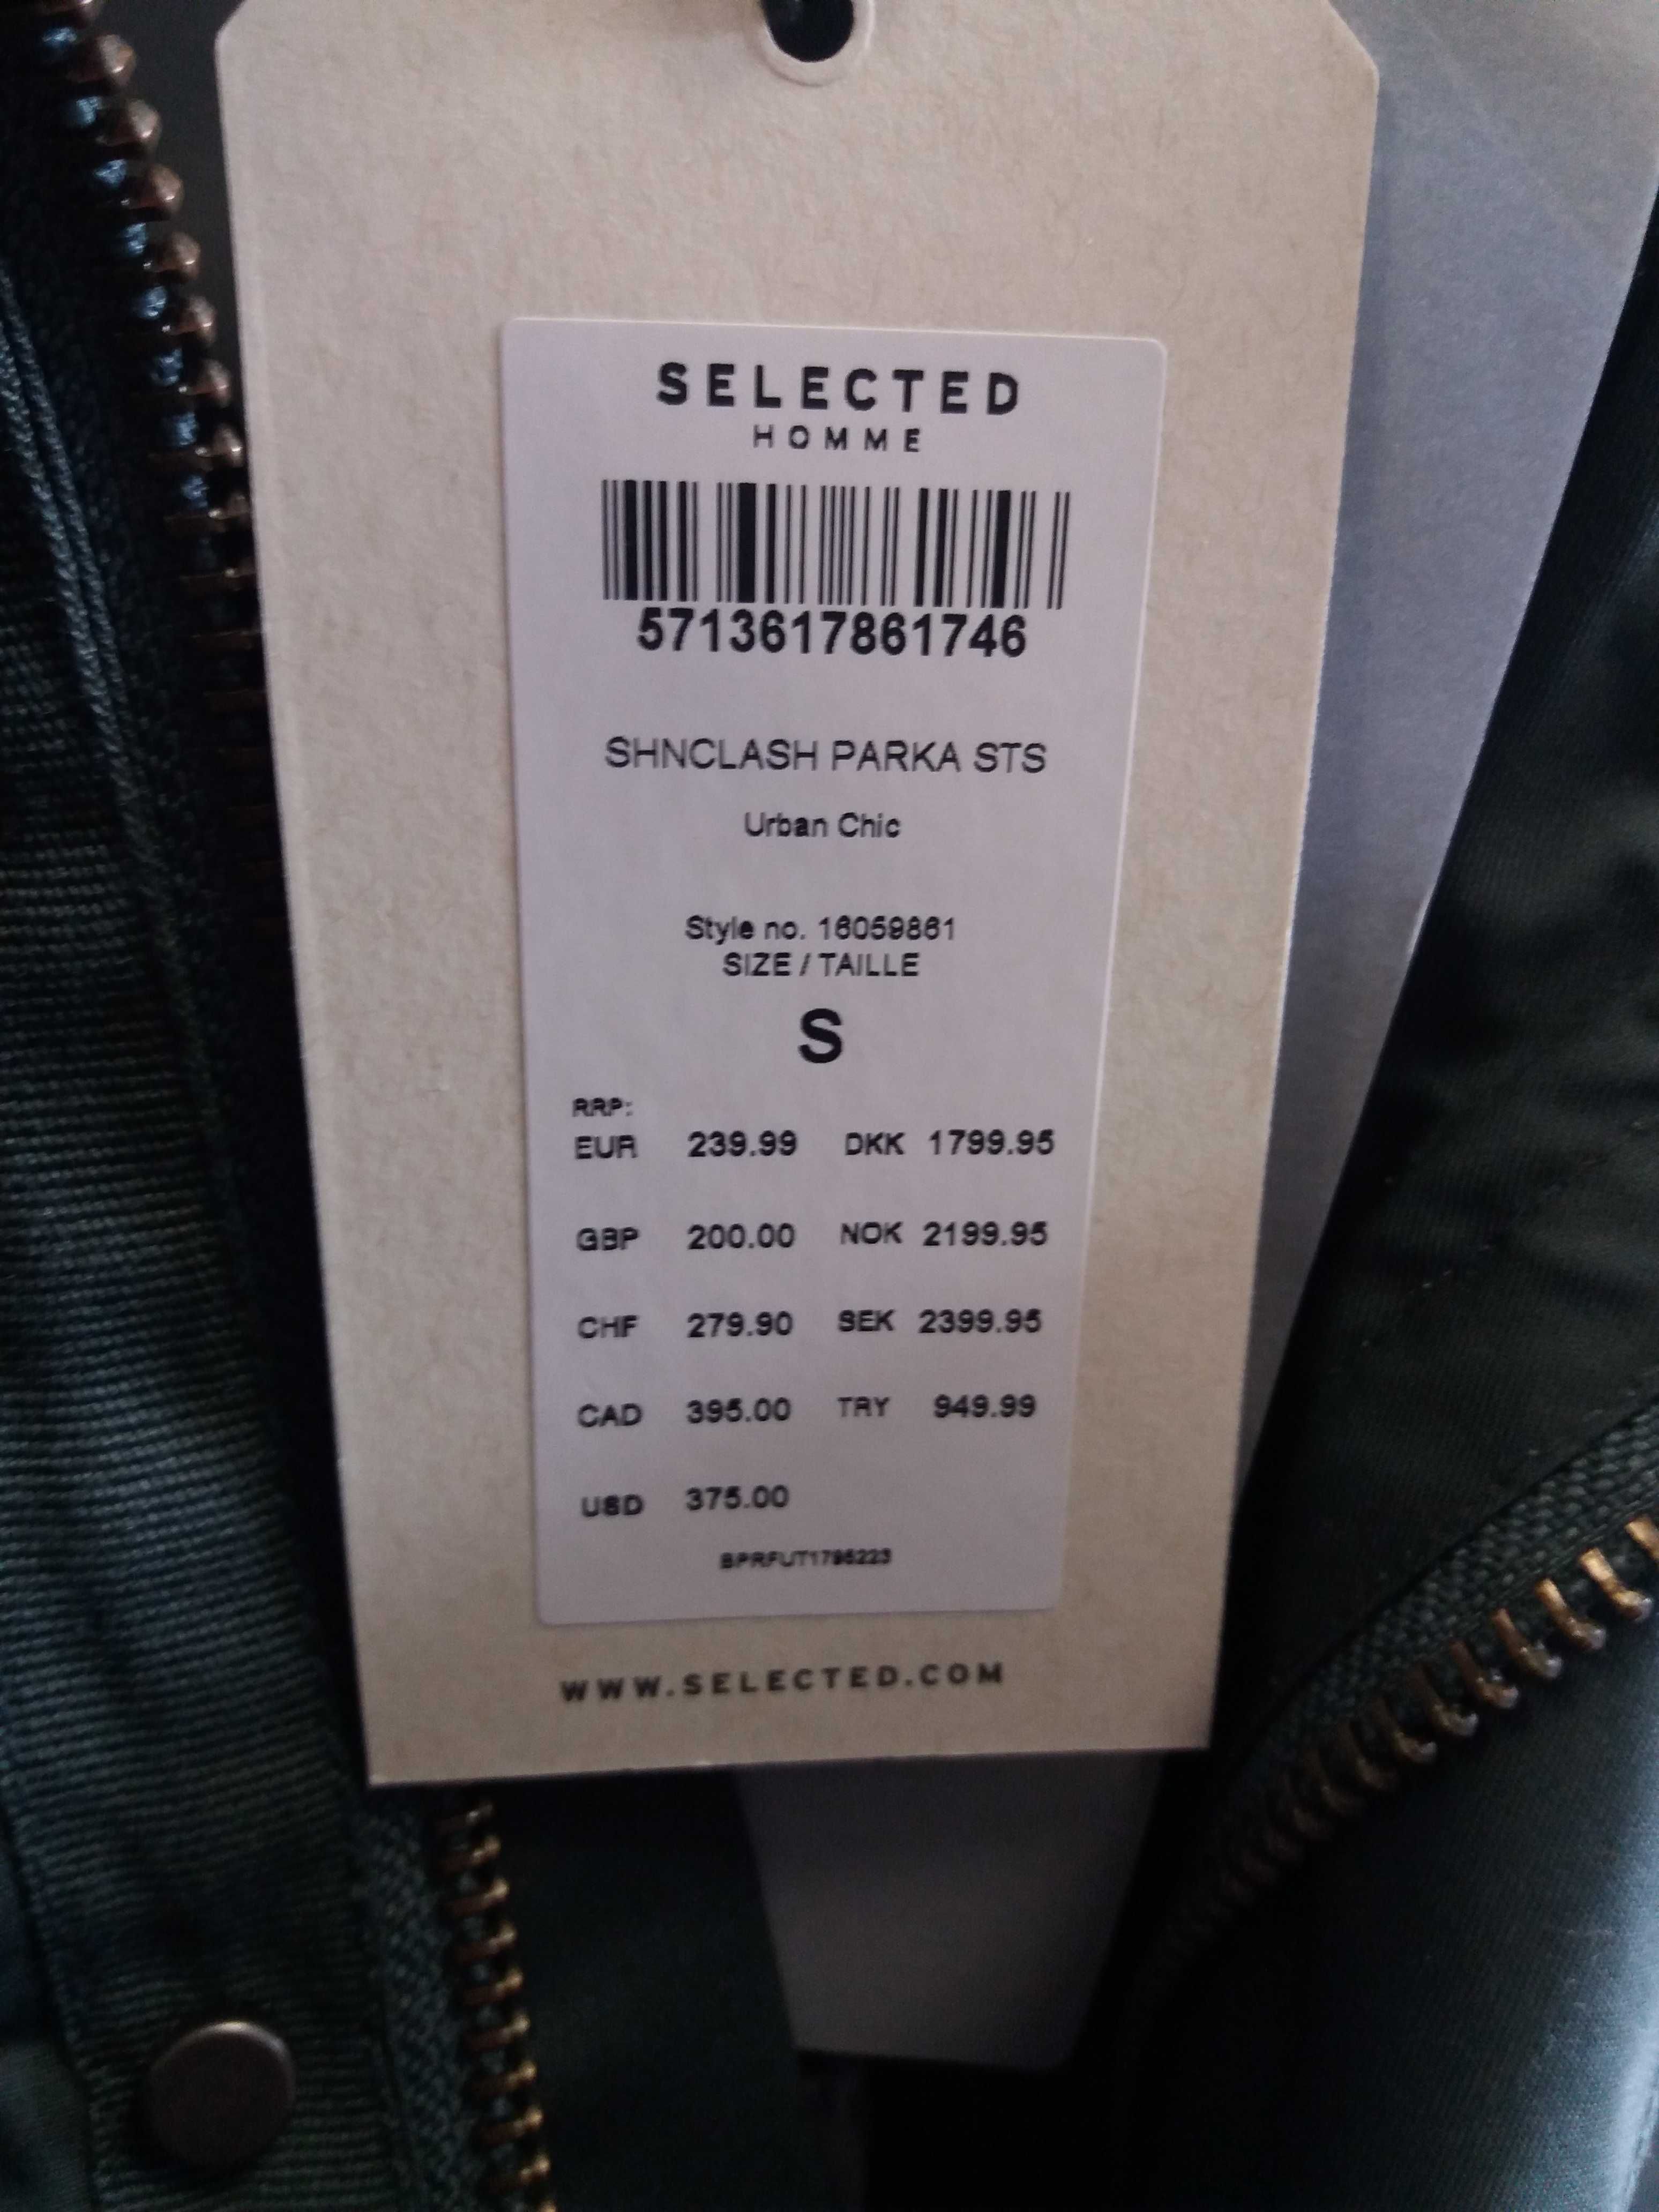 SELECTED
HOMME
5713617861746
SHNCLASH PARKA STS
Urban Chic
Style no. 16059861
SIZE / TAILLE
S
RRP:
EUR 239.99 DKK 1799.95
GBP 200.00 NOK 2199.95
CHF 279.90 SEK 2399.95
CAD 395.00 TRY 949.99
USD 375.00
BPRFUT1795223
WWW.SELECTED.COM